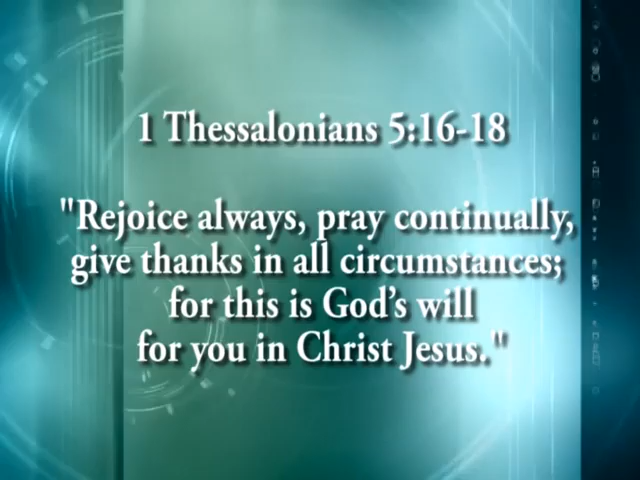 1 Thessalonians 5:16-18
"Rejoice always, pray continually,
give thanks in all circumstances;
for this is God's will
for you in Christ Jesus."